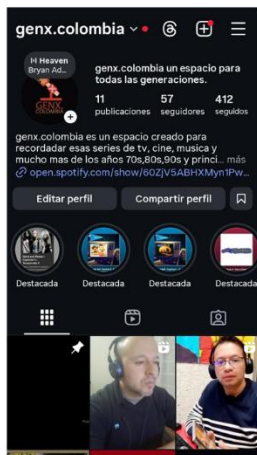 genx.colombia
Heaven
Bryan Ad...
GENX
genx.colombia un espacio para
todas las generaciones.
11 57 412
publicaciones seguidores seguidos
genx.colombia es un espacio creado para
recordar esas series de tv, cine, musica y
mucho mas de los años 70s,80s,90s y princi... más
open.spotify.com/show/60ZjV5ABHXMyn1Pw...
Editar perfil Compartir perfil
Destacada Destacada Destacada Destacada